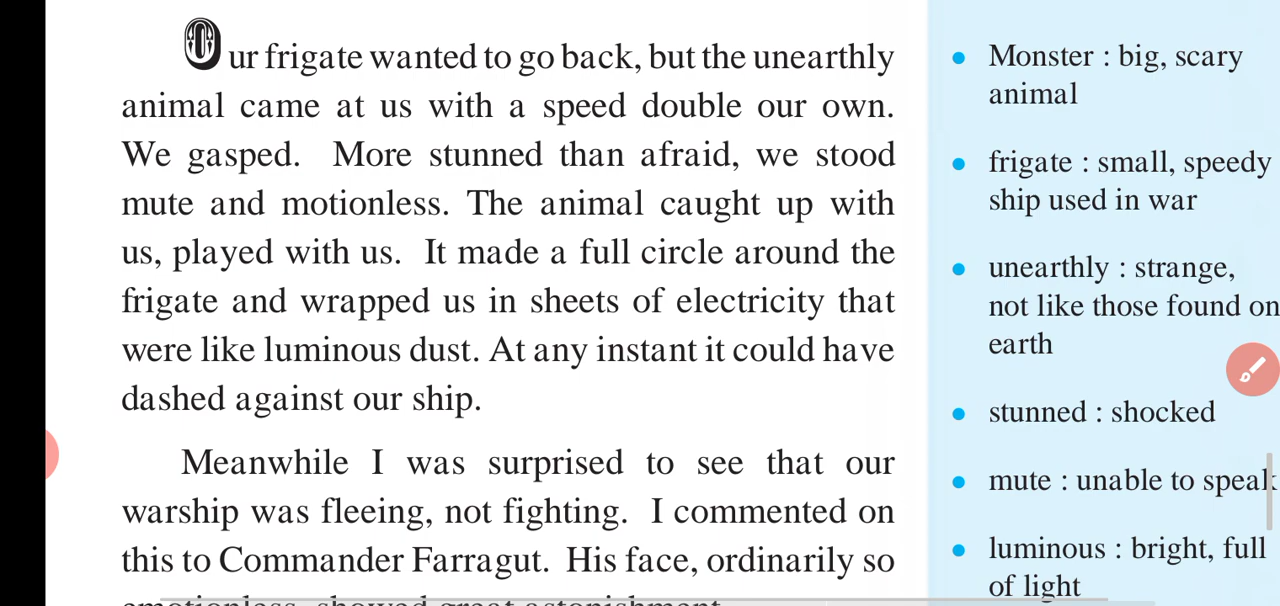 Our frigate wanted to go back, but the unearthly
animal came at us with a speed double our own.
We gasped. More stunned than afraid, we stood
mute and motionless. The animal caught up with
us, played with us. It made a full circle around the
frigate and wrapped us in sheets of electricity that
were like luminous dust. At any instant it could have
dashed against our ship.
Meanwhile I was surprised to see that our
warship was fleeing, not fighting. I commented on
this to Commander Farragut. His face, ordinarily so
emotionless, showed great astonishment.
• Monster : big, scary
animal
• frigate : small, speedy
ship used in war
• unearthly : strange,
not like those found on
earth
• stunned : shocked
• mute : unable to speak
• luminous : bright, full
of light